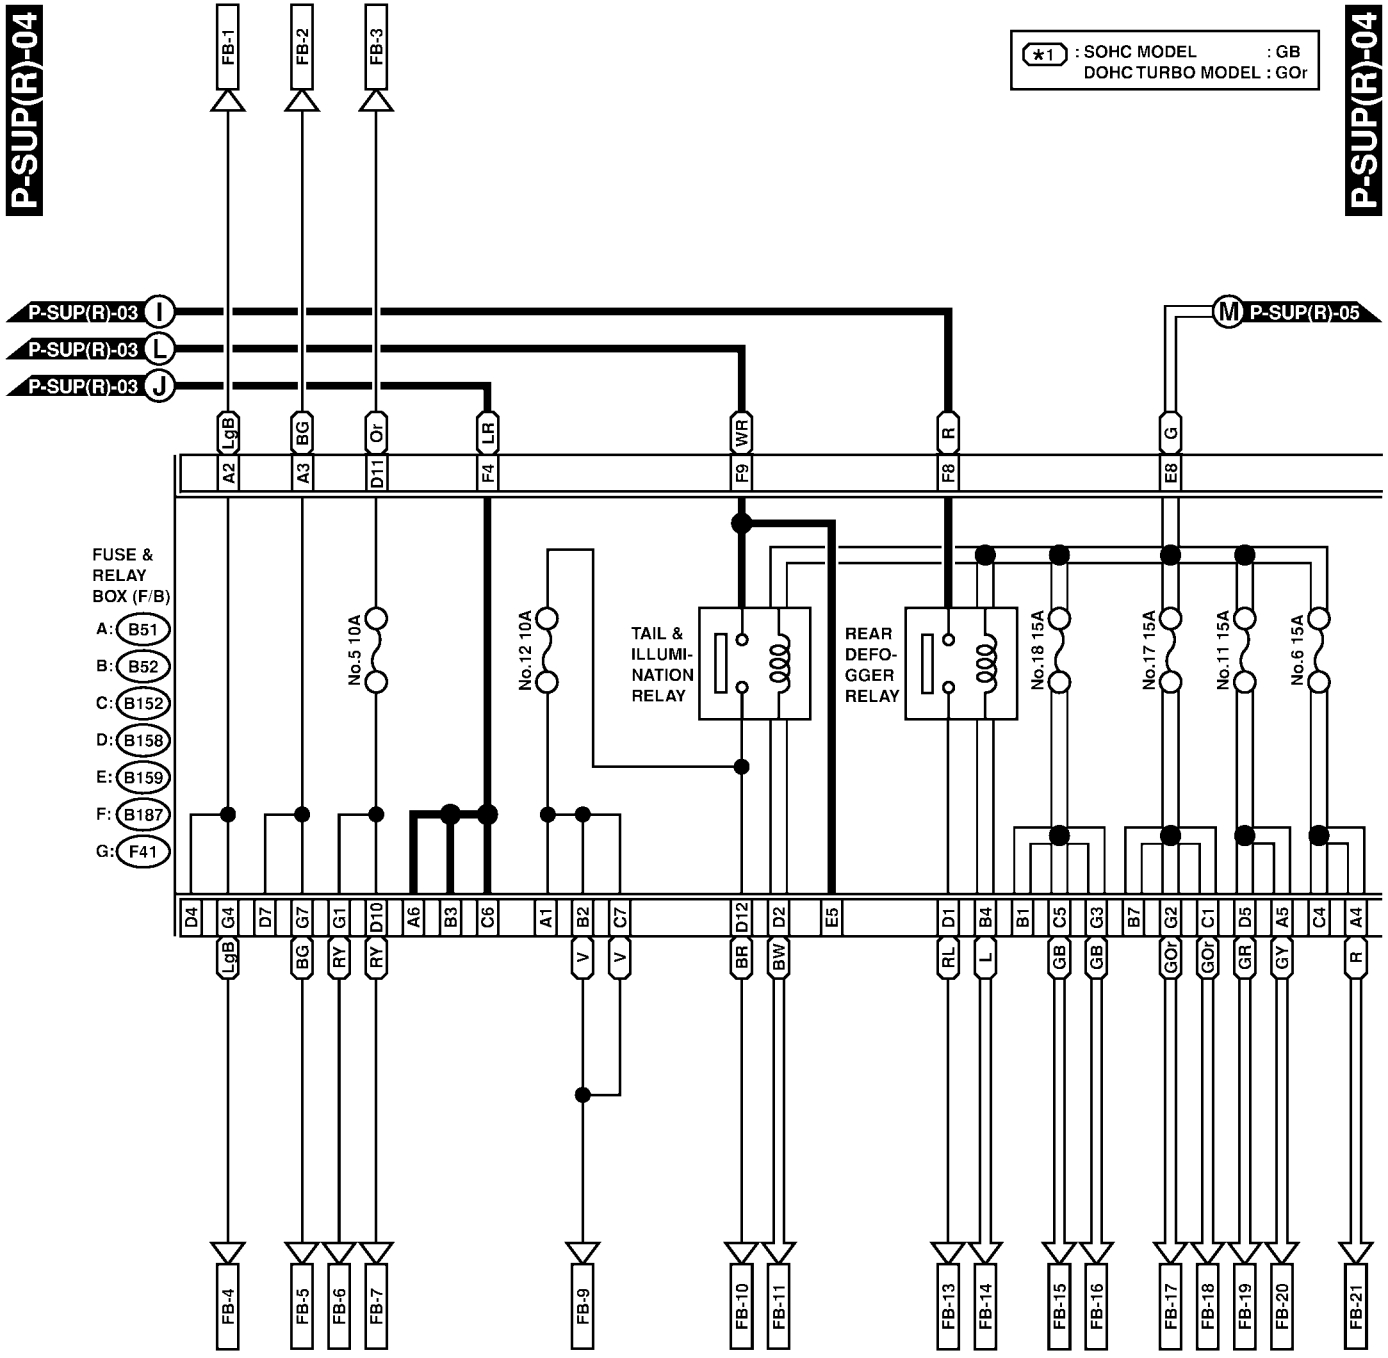 P-SUP(R)-04
FB-1
FB-2
FB-3
*1 : SOHC MODEL : GB
DOHC TURBO MODEL : GOr
P-SUP(R)-04
P-SUP(R)-03 I
M P-SUP(R)-05
P-SUP(R)-03 L
P-SUP(R)-03 J
LgB
BG
Or
LR
WR
R
G
A2
A3
D11
F4
F9
F8
E8
FUSE &
RELAY
BOX (F/B)
A: B51
B: B52
C: B152
D: B158
E: B159
F: B187
G: F41
No.5 10A
No.12 10A
TAIL &
ILLUMI-
NATION
RELAY
REAR
DEFO-
GGER
RELAY
No.18 15A
No.17 15A
No.11 15A
No.6 15A
D4
G4
D7
G7
G1
D10
A6
B3
C6
A1
B2
C7
D12
D2
E5
D1
B4
B1
C5
G3
B7
G2
C1
D5
A5
C4
A4
LgB
BG
RY
RY
V
V
BR
BW
RL
L
GB
GB
GOr
GOr
GR
GY
R
FB-4
FB-5
FB-6
FB-7
FB-9
FB-10
FB-11
FB-13
FB-14
FB-15
FB-16
FB-17
FB-18
FB-19
FB-20
FB-21